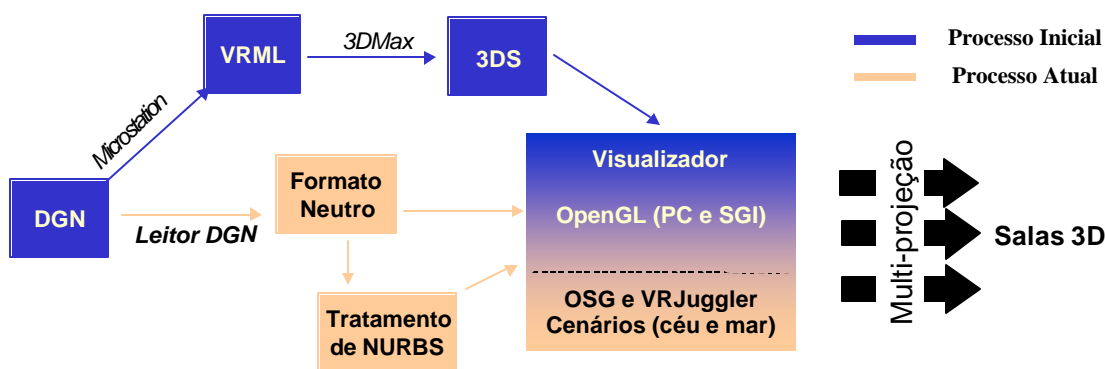 3DMax
VRML
3DS
Processo Inicial
Processo Atual
Microstation
Visualizador
OpenGL (PC e SGI)
Formato
Neutro
DGN
Leitor DGN
Multi-projeção
Salas 3D
OSG e VRJuggler
Cenários (céu e mar)
Tratamento
de NURBS